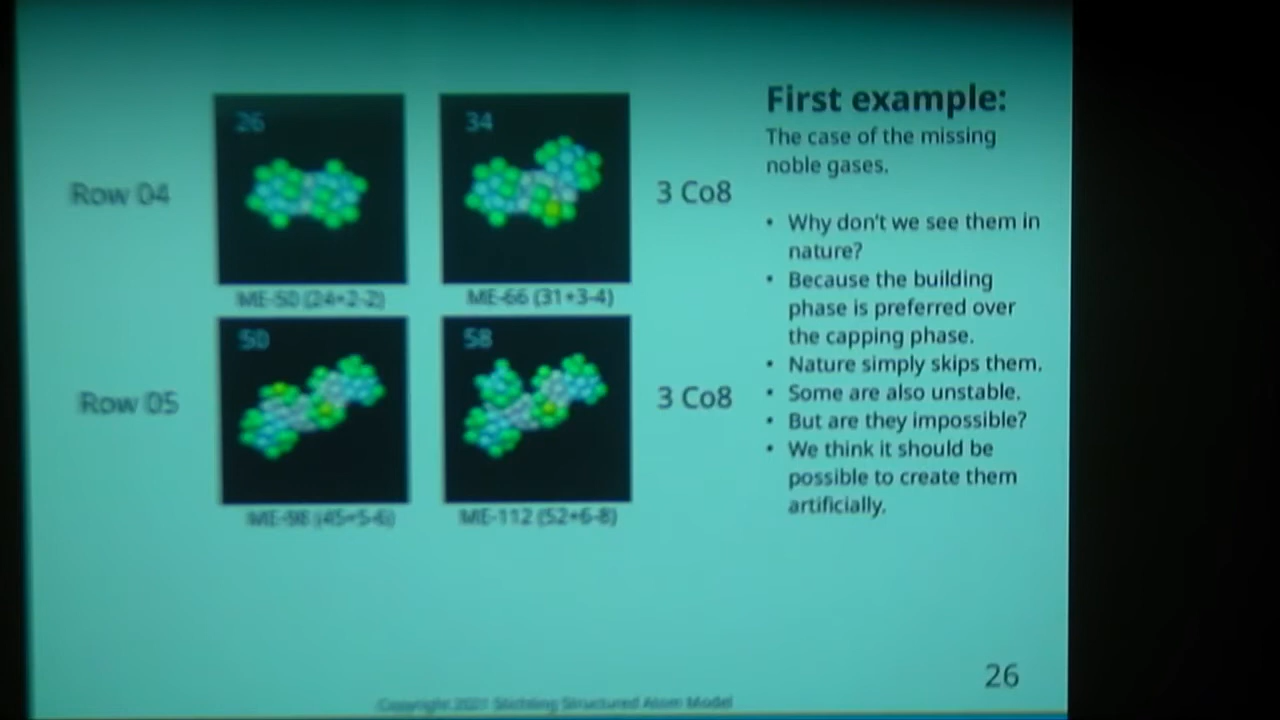 First example:
The case of the missing
noble gases.
• Why don't we see them in
nature?
• Because the building
phase is preferred over
the capping phase.
• Nature simply skips them.
• Some are also unstable.
• But are they impossible?
• We think it should be
possible to create them
artificially.
Row 04
26
34
3 Co8
ME-50 (24+2-2)
ME-66 (31+3-4)
Row 05
50
58
3 Co8
ME-98 (45+5-6)
ME-112 (52+6-8)
26
Copyright 2021 Stichting Structured Atom Model